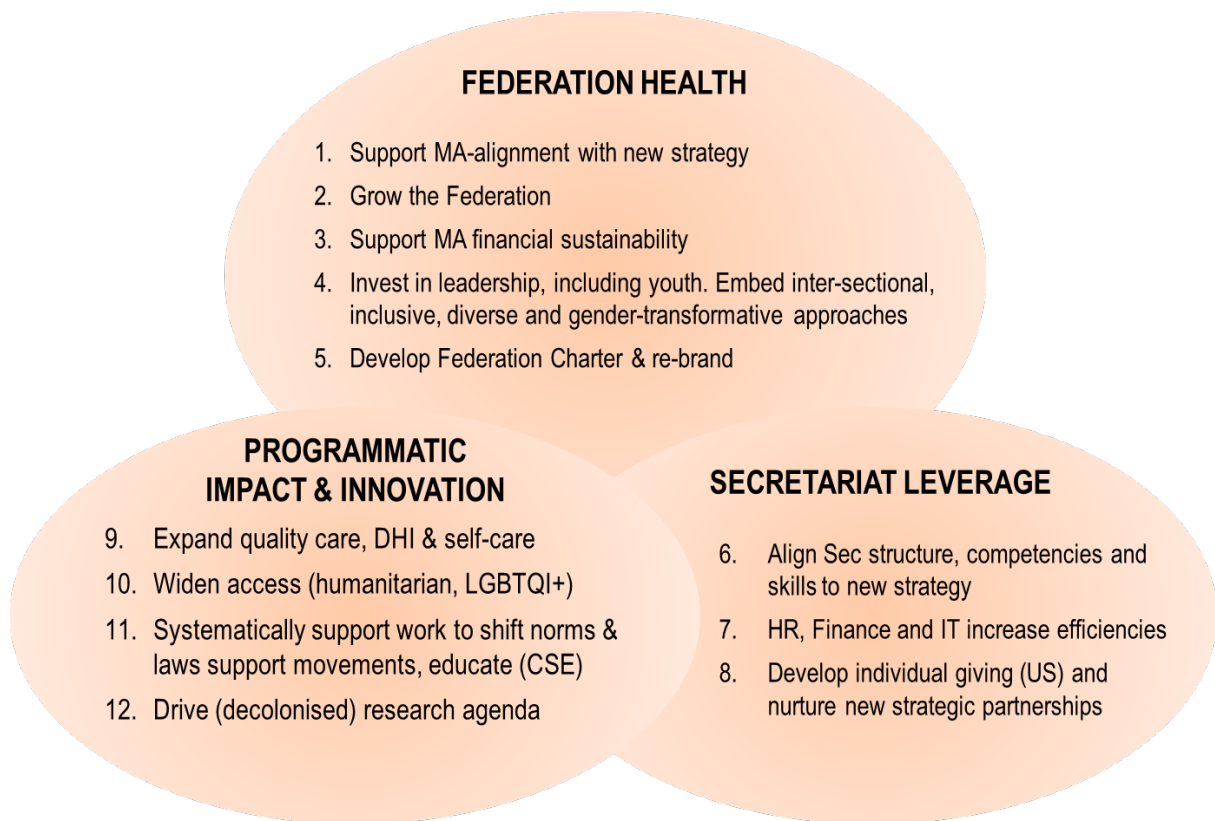 FEDERATION HEALTH
1. Support MA-alignment with new strategy
2. Grow the Federation
3. Support MA financial sustainability
4. Invest in leadership, including youth. Embed inter-sectional,
inclusive, diverse and gender-transformative approaches
5. Develop Federation Charter & re-brand
PROGRAMMATIC
IMPACT & INNOVATION
9. Expand quality care, DHI & self-care
10. Widen access (humanitarian, LGBTQI+)
11. Systematically support work to shift norms &
laws support movements, educate (CSE)
12. Drive (decolonised) research agenda
SECRETARIAT LEVERAGE
6. Align Sec structure, competencies and
skills to new strategy
7. HR, Finance and IT increase efficiencies
8. Develop individual giving (US) and
nurture new strategic partnerships